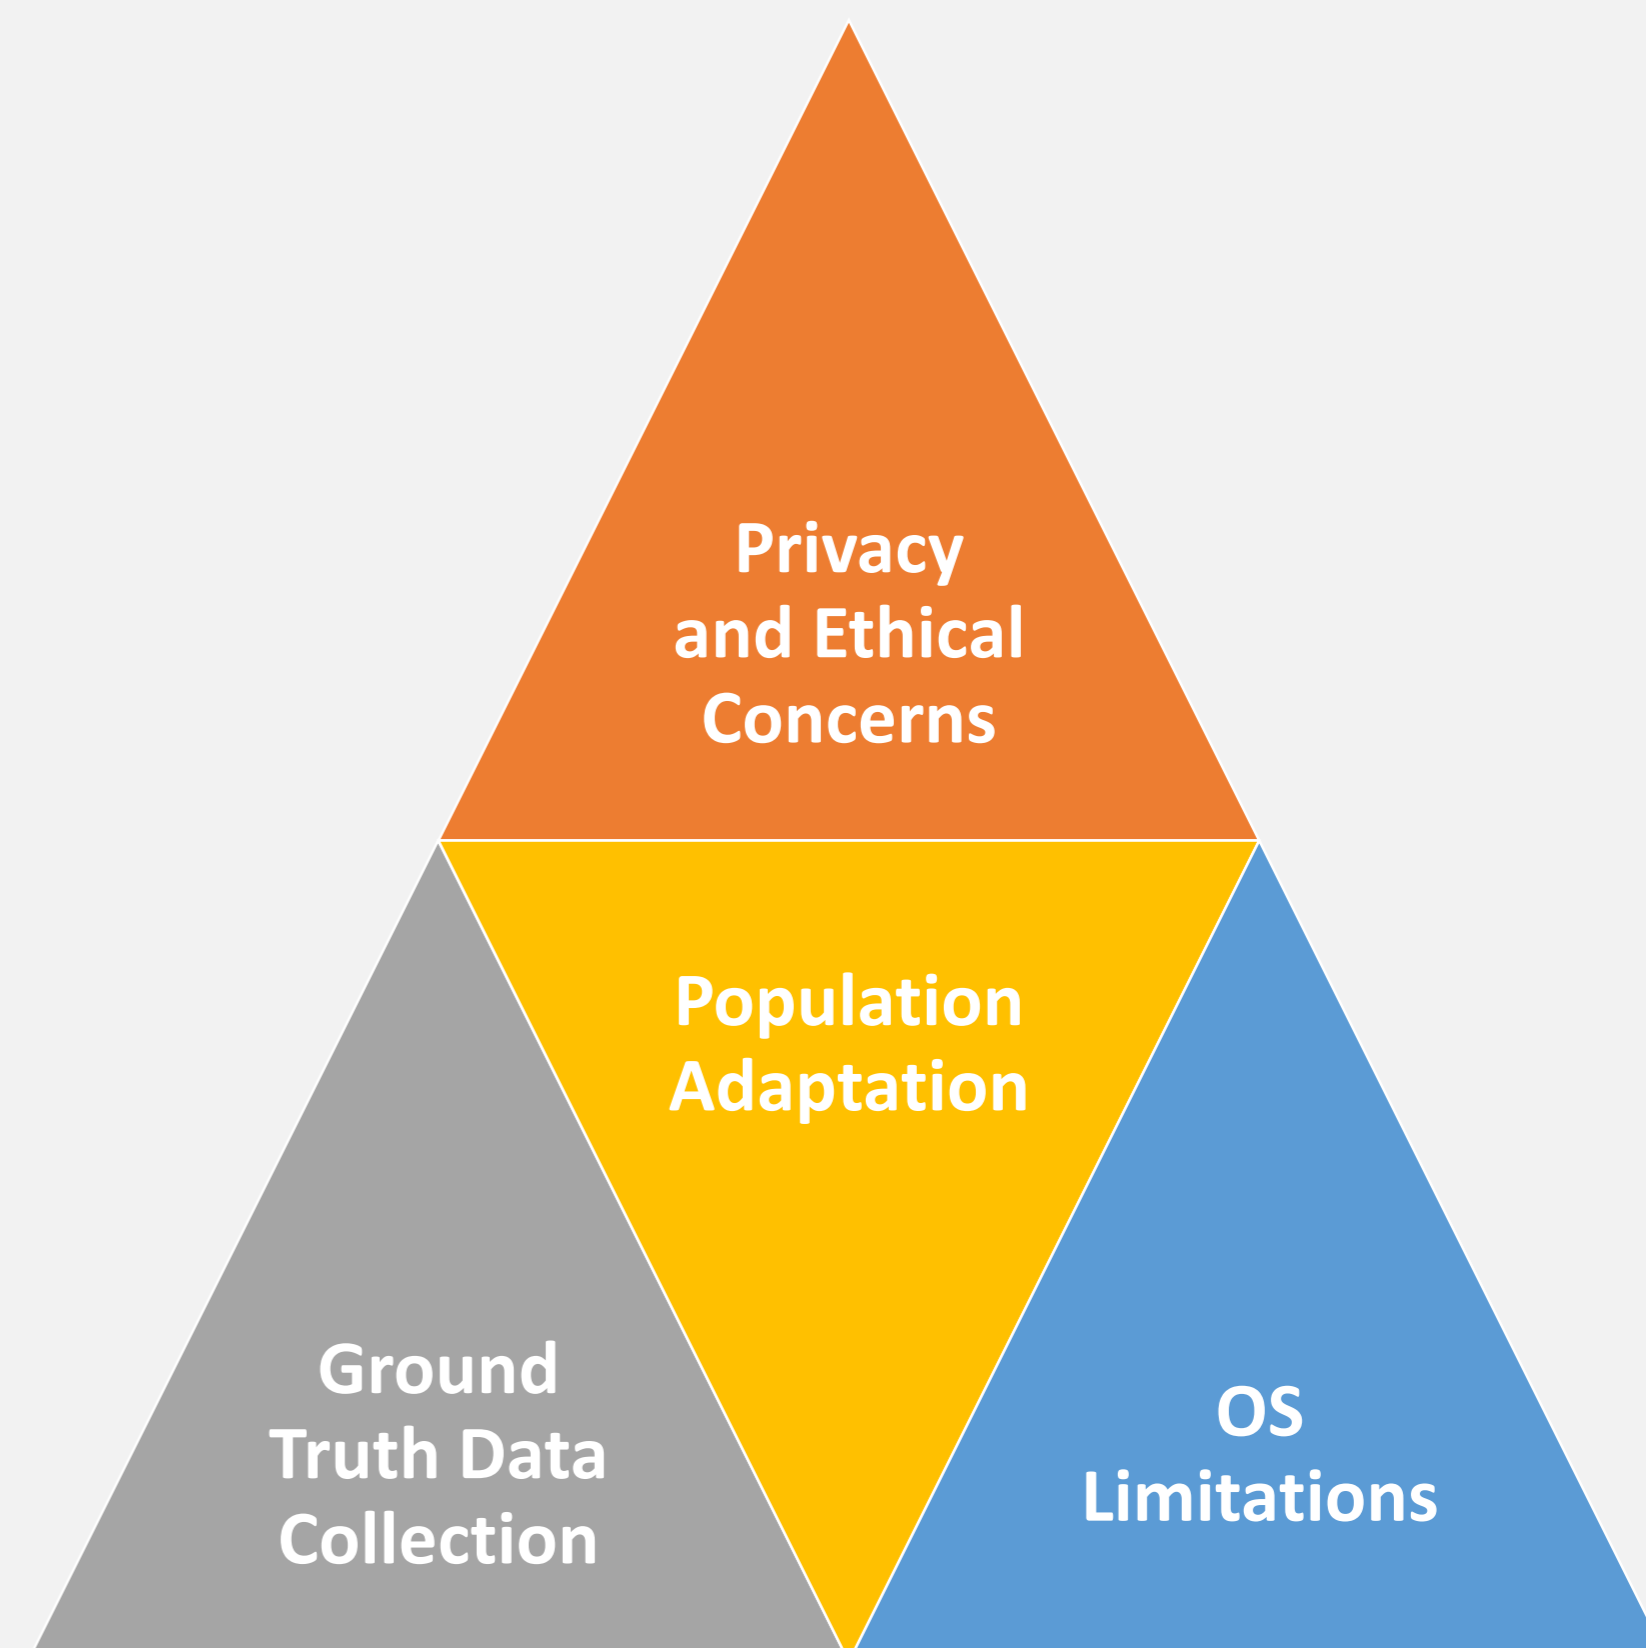 Privacy
and Ethical
Concerns
Population
Adaptation
Ground
Truth Data
Collection
OS
Limitations